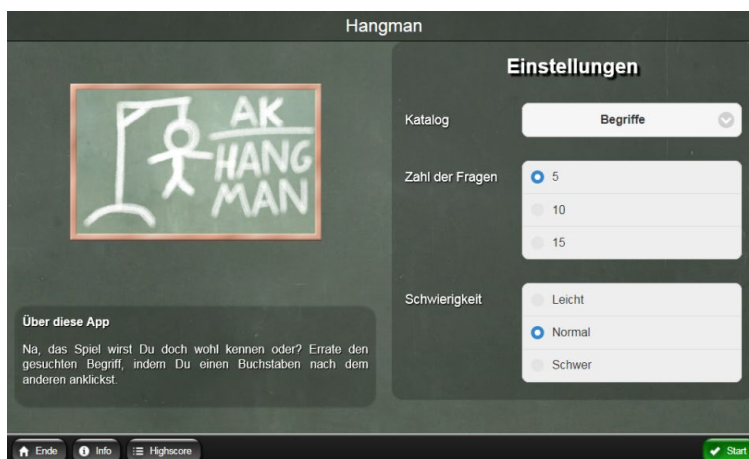 Hangman
AK
HANG
MAN
Über diese App
Na, das Spiel wirst Du doch wohl kennen oder? Errate den
gesuchten Begriff, indem Du einen Buchstaben nach dem
anderen anklickst.
Einstellungen
Katalog
Begriffe
Zahl der Fragen
5
10
15
Schwierigkeit
Leicht
Normal
Schwer
Ende
Info
Highscore
Start